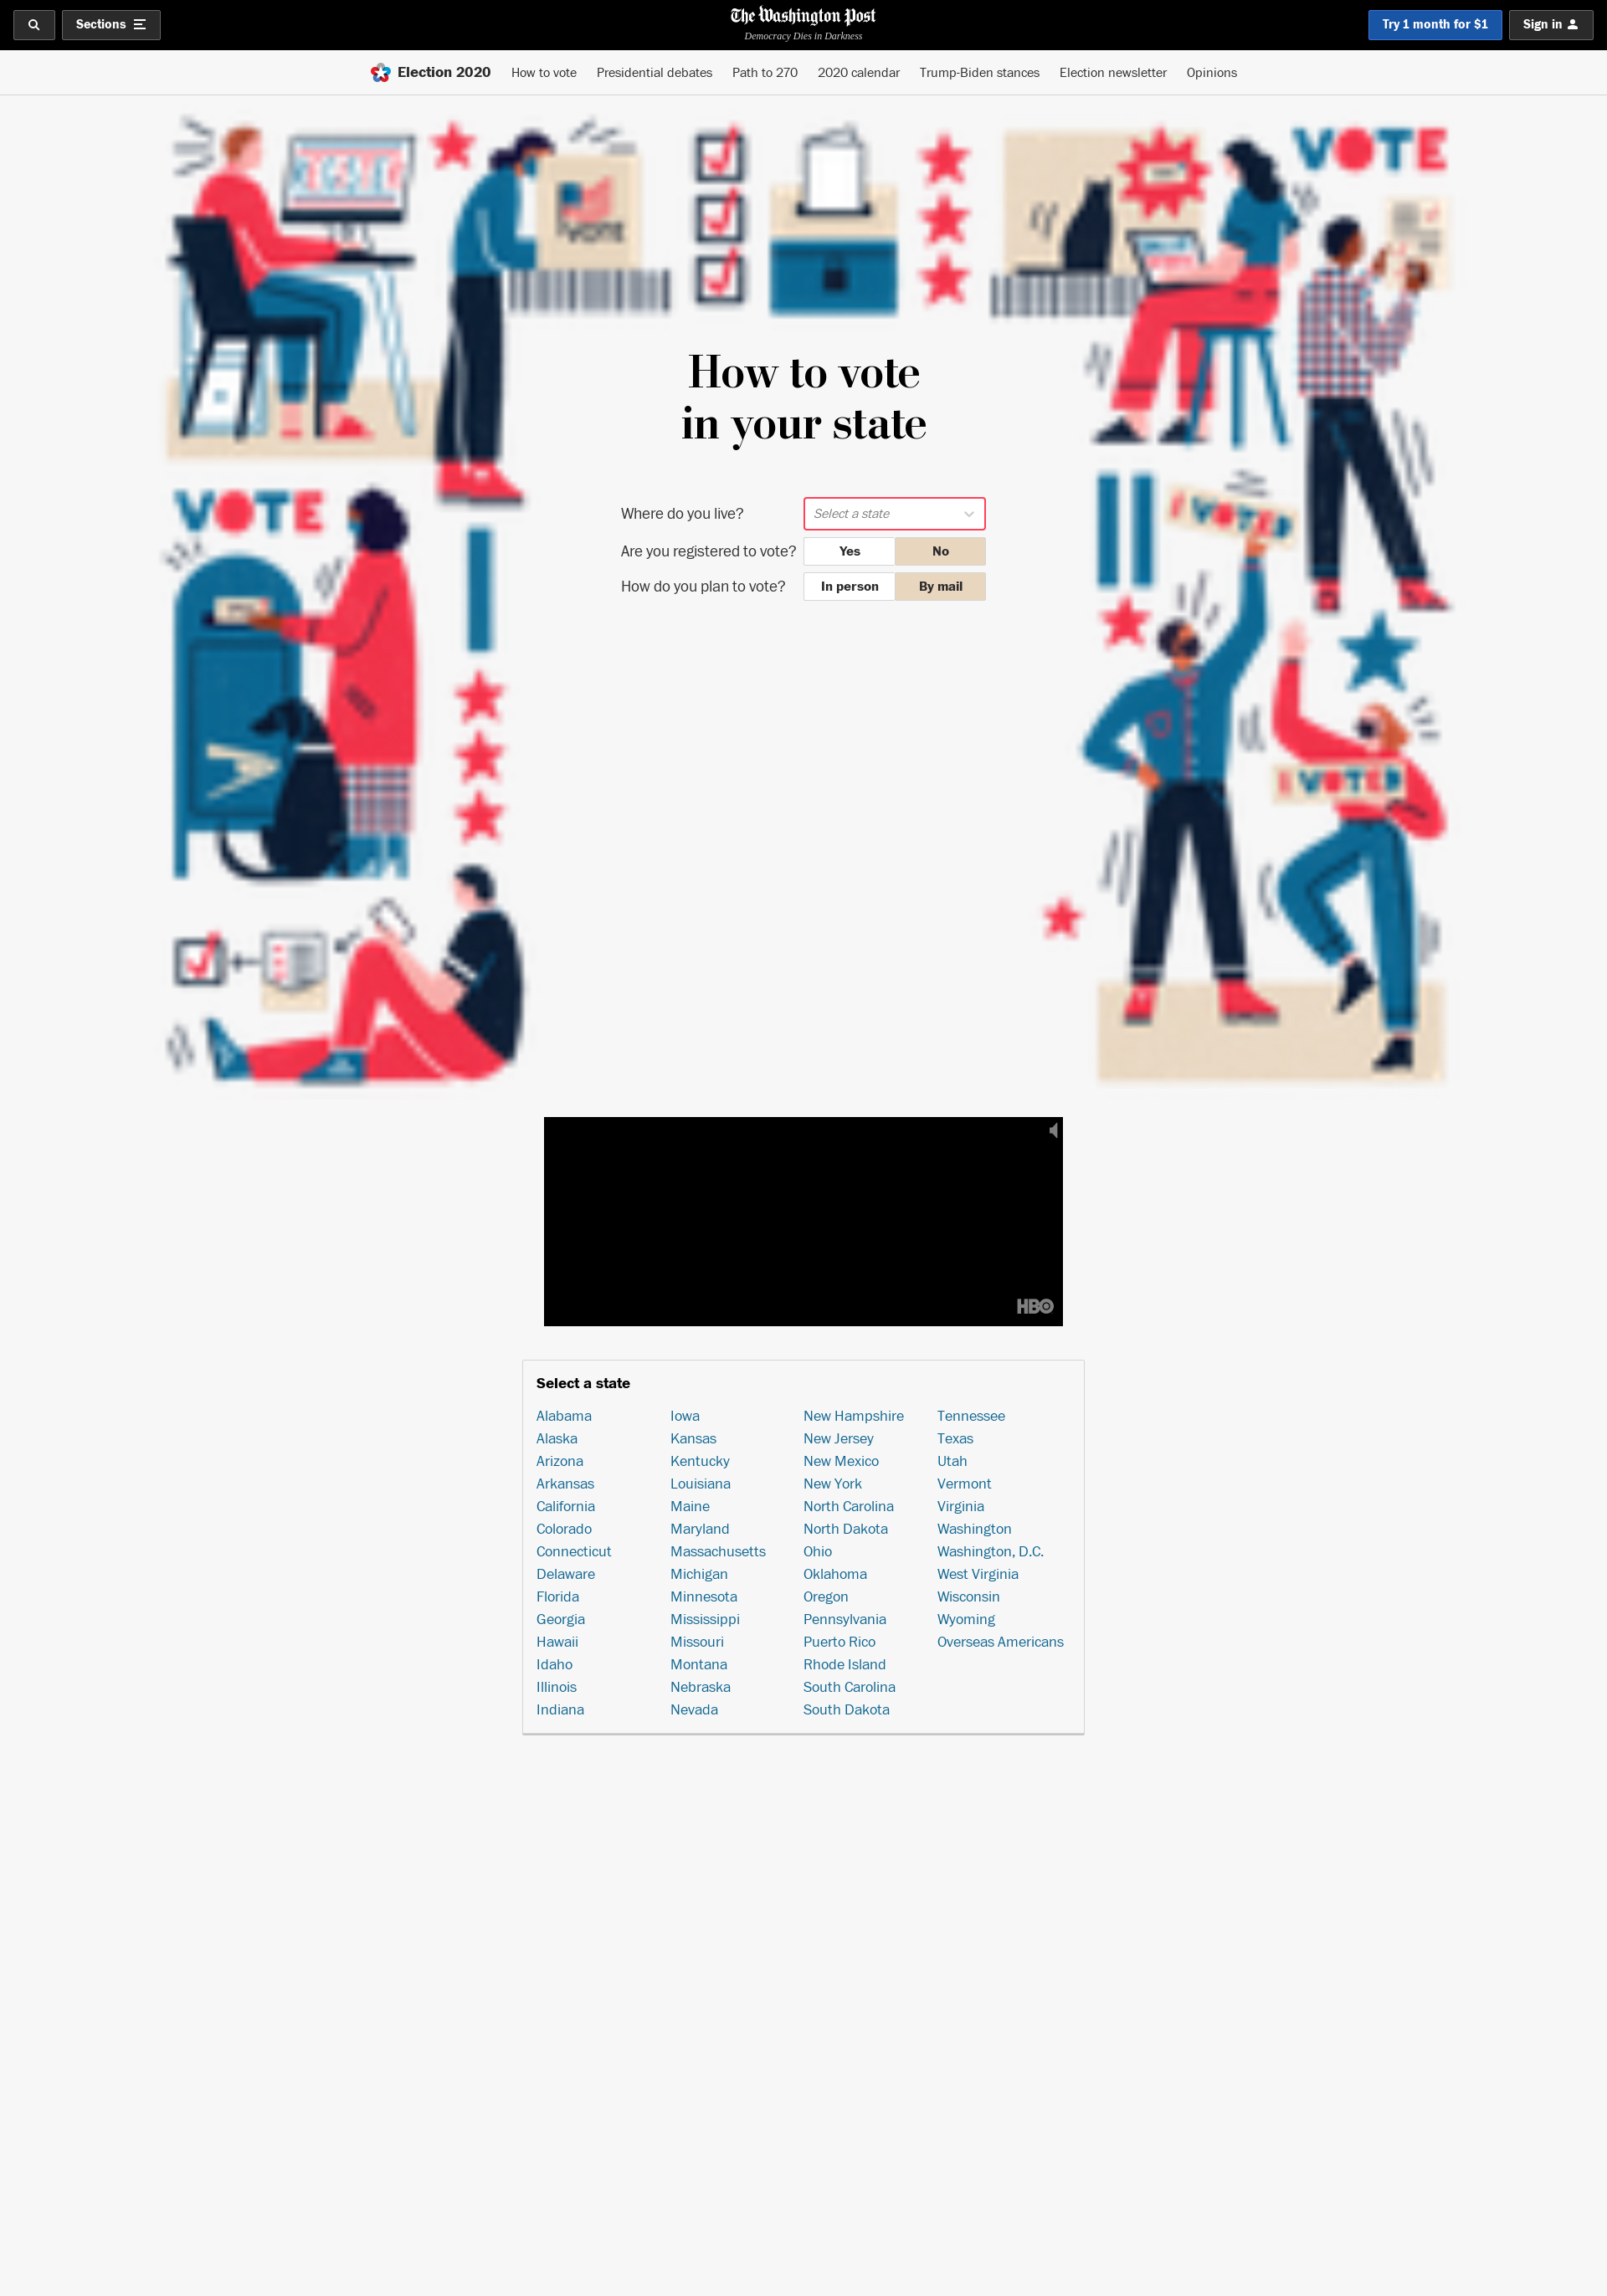 Sections
The Washington Post
Democracy Dies in Darkness
Try 1 month for $1
Sign in
Election 2020
How to vote
Presidential debates
Path to 270
2020 calendar
Trump-Biden stances
Election newsletter
Opinions
VOTE
VOTE
How to vote
in your state
VOTE
I VOTED
Where do you live?
Select a state
Are you registered to vote?
Yes
No
How do you plan to vote?
In person
By mail
I VOTED
HBO
Select a state
Alabama
Alaska
Arizona
Arkansas
California
Colorado
Connecticut
Delaware
Florida
Georgia
Hawaii
Idaho
Illinois
Indiana
Iowa
Kansas
Kentucky
Louisiana
Maine
Maryland
Massachusetts
Michigan
Minnesota
Mississippi
Missouri
Montana
Nebraska
Nevada
New Hampshire
New Jersey
New Mexico
New York
North Carolina
North Dakota
Ohio
Oklahoma
Oregon
Pennsylvania
Puerto Rico
Rhode Island
South Carolina
South Dakota
Tennessee
Texas
Utah
Vermont
Virginia
Washington
Washington, D.C.
West Virginia
Wisconsin
Wyoming
Overseas Americans